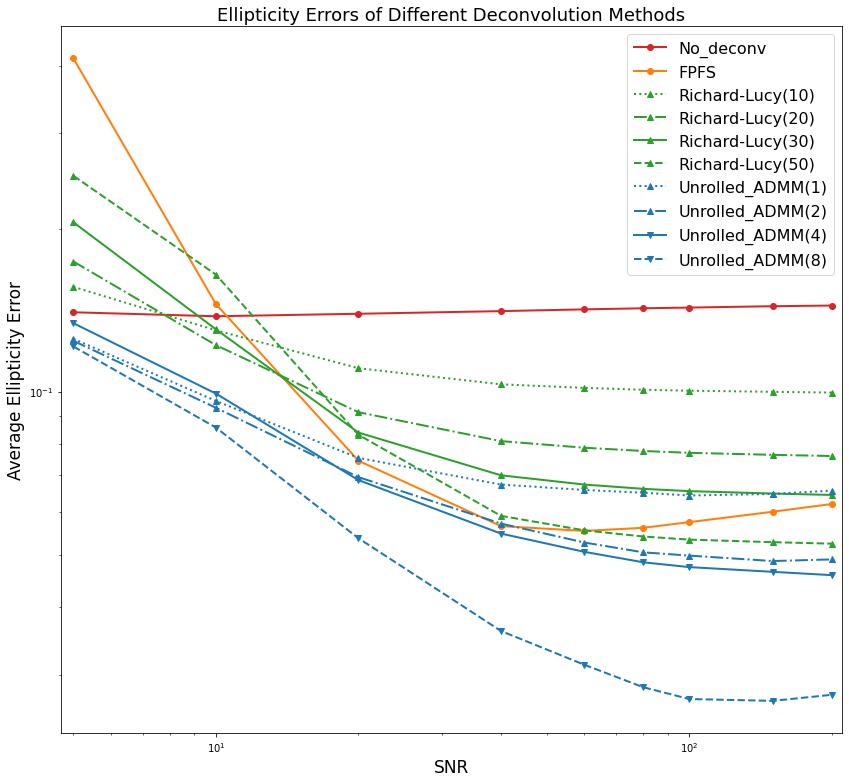 Ellipticity Errors of Different Deconvolution Methods
No_deconv
FPFS
Richard-Lucy(10)
Richard-Lucy(20)
Richard-Lucy(30)
Richard-Lucy(50)
Unrolled_ADMM(1)
Unrolled_ADMM(2)
Unrolled_ADMM(4)
Unrolled_ADMM(8)
Average Ellipticity Error
10⁻¹
10¹
10²
SNR